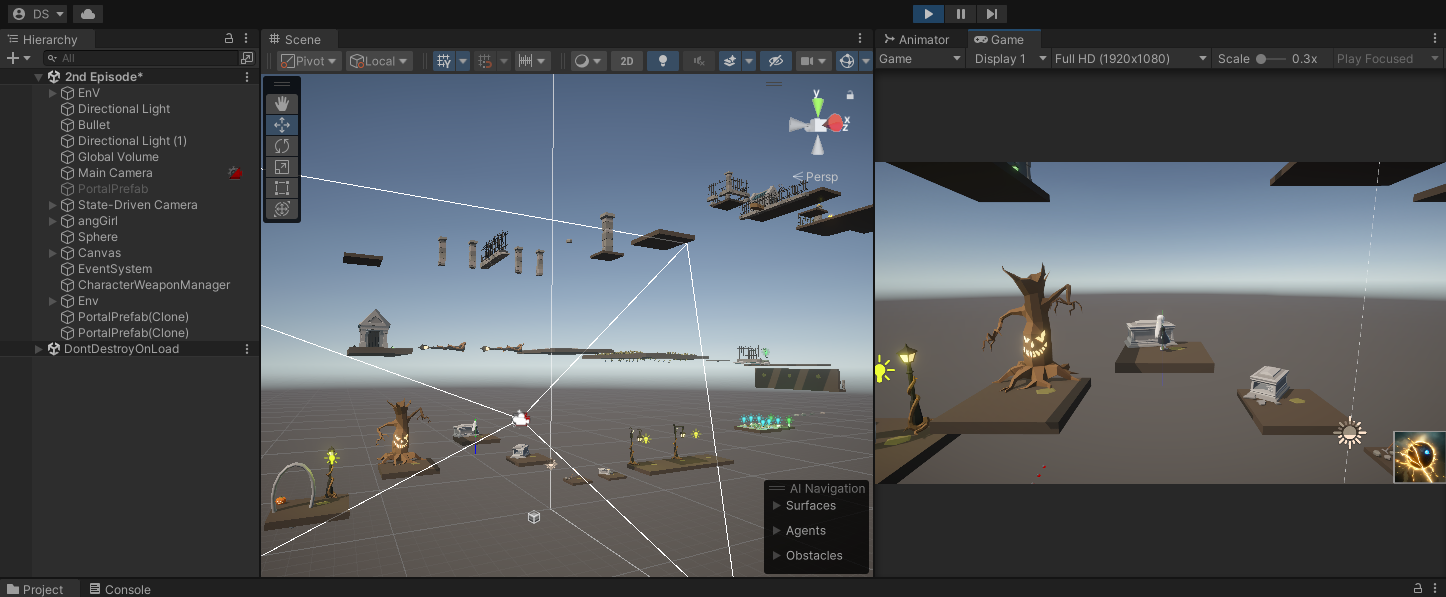 DS
Hierarchy
All
2nd Episode*
EnV
Directional Light
Bullet
Directional Light (1)
Global Volume
Main Camera
PortalPrefab
State-Driven Camera
angGirl
Sphere
Canvas
EventSystem
CharacterWeaponManager
Env
PortalPrefab(Clone)
PortalPrefab(Clone)
DontDestroyOnLoad
Scene
Pivot
Local
2D
y
x
z
Persp
AI Navigation
Surfaces
Agents
Obstacles
Animator
Game
Game
Display 1
Full HD (1920x1080)
Scale
0.3x
Play Focused
Project
Console